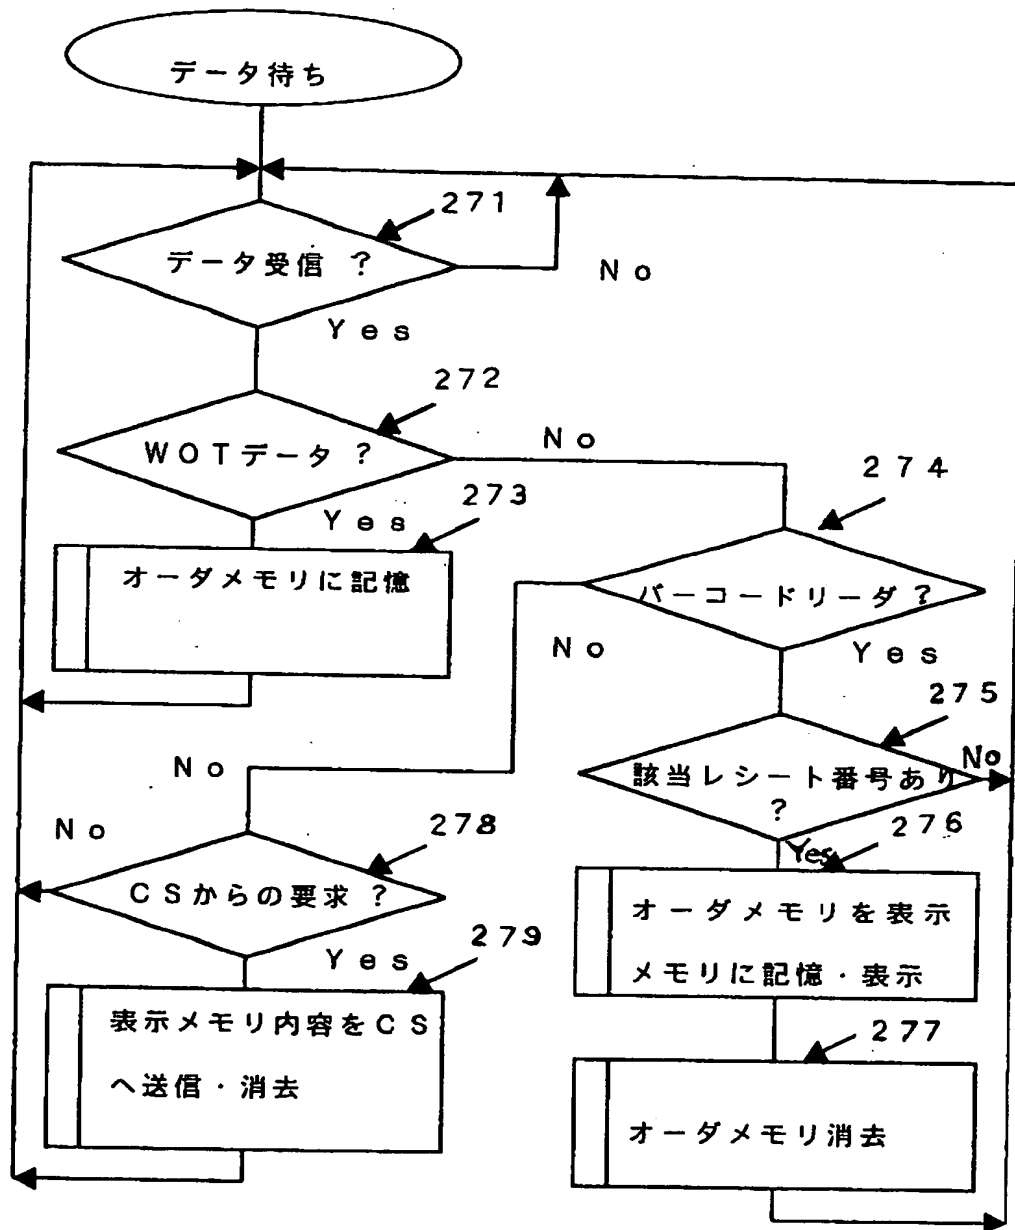 データ待ち
271
データ受信 ?
No
Yes
272
WOTデータ ?
No
274
273
Yes
オーダメモリに記憶
バーコードリーダ ?
No
Yes
275
No
該当レシート番号あり
?
No
No
278
276
Yes
CSからの要求 ?
オーダメモリを表示
メモリに記憶・表示
279
Yes
表示メモリ内容をCS
へ送信・消去
277
オーダメモリ消去